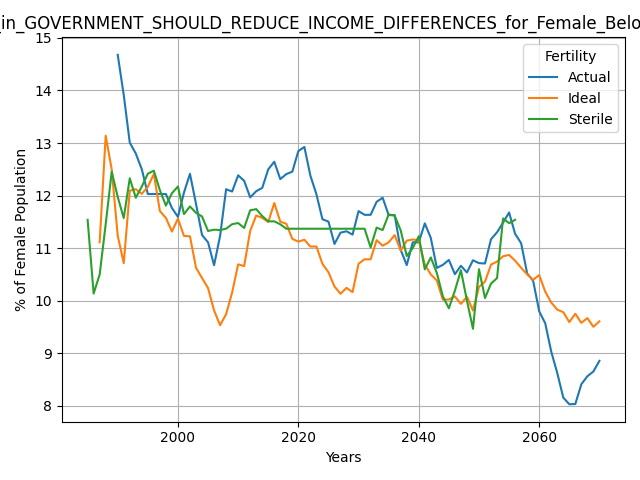 _in_GOVERNMENT_SHOULD_REDUCE_INCOME_DIFFERENCES_for_Female_Belo
15
14
13
12
11
10
9
8
% of Female Population
Fertility
Actual
Ideal
Sterile
2000
2020
2040
2060
Years